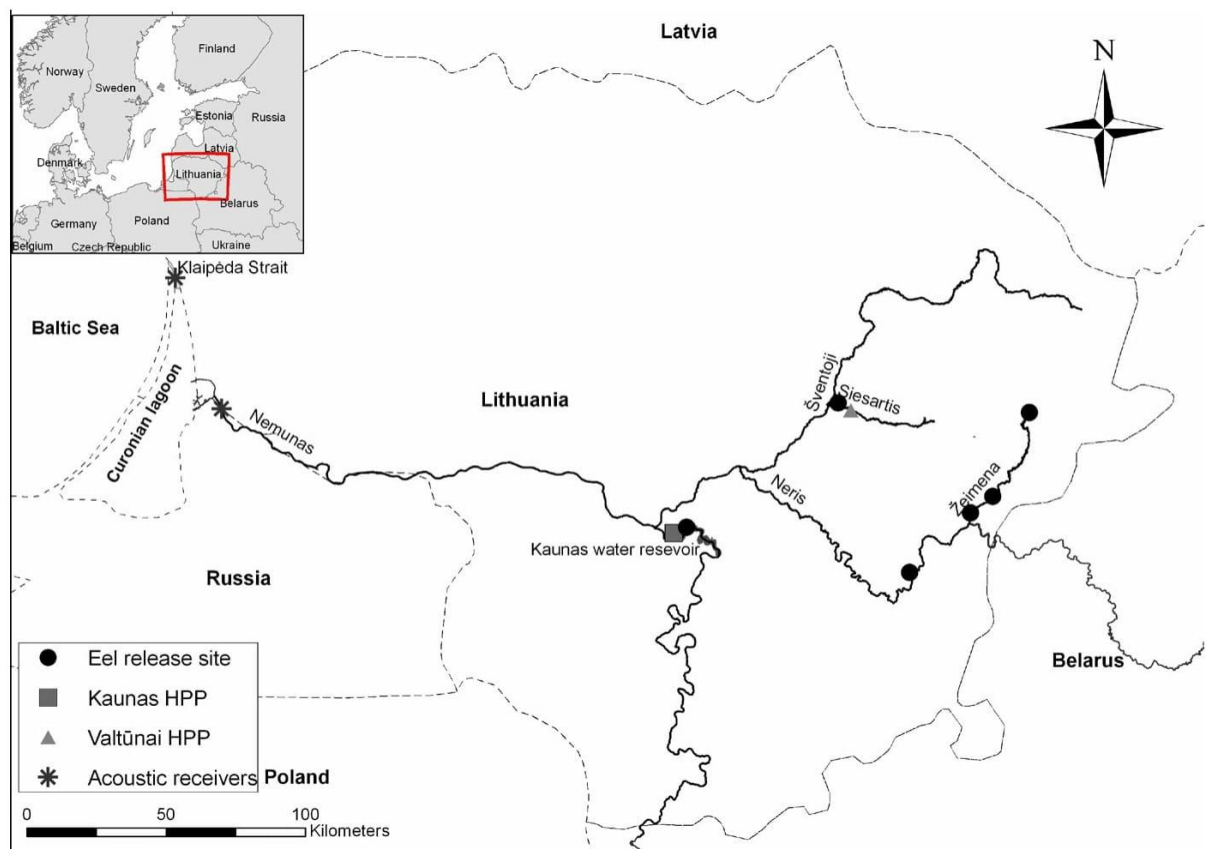 Latvia
N
Finland
Norway
Sweden
Estonia
Russia
Latvia
Denmark
Lithuania
Belarus
Germany
Poland
Belgium
Czech Republic
Ukraine
Klaipėda Strait
Baltic Sea
Curonian lagoon
Nemunas
Lithuania
Šventoji
Siesartis
Neris
Žeimena
Kaunas water resevoir
Russia
Belarus
Eel release site
Kaunas HPP
Valtūnai HPP
Acoustic receivers
Poland
0 50 100
Kilometers